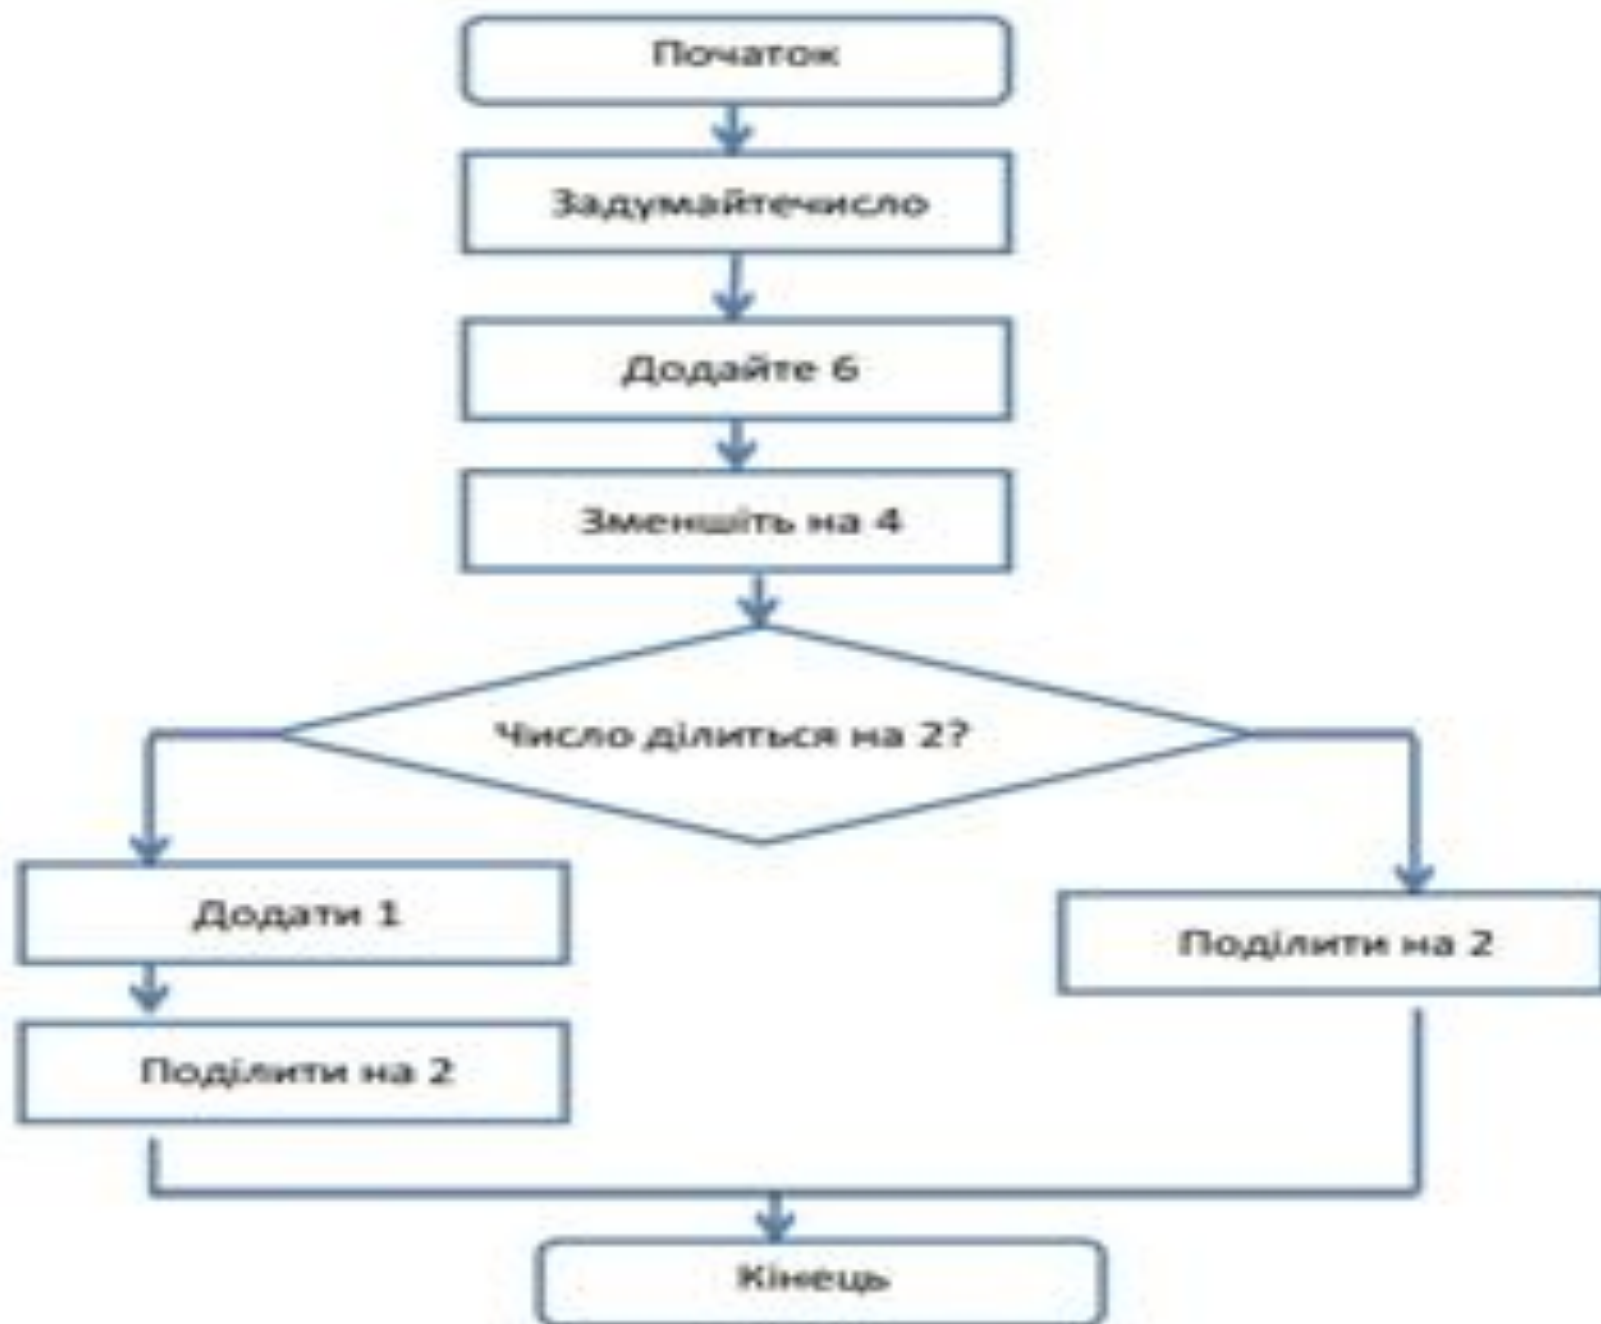 Початок
Задумайтечисло
Додайте 6
Зменшіть на 4
Число ділиться на 2?
Додати 1
Поділити на 2
Поділити на 2
Кінець